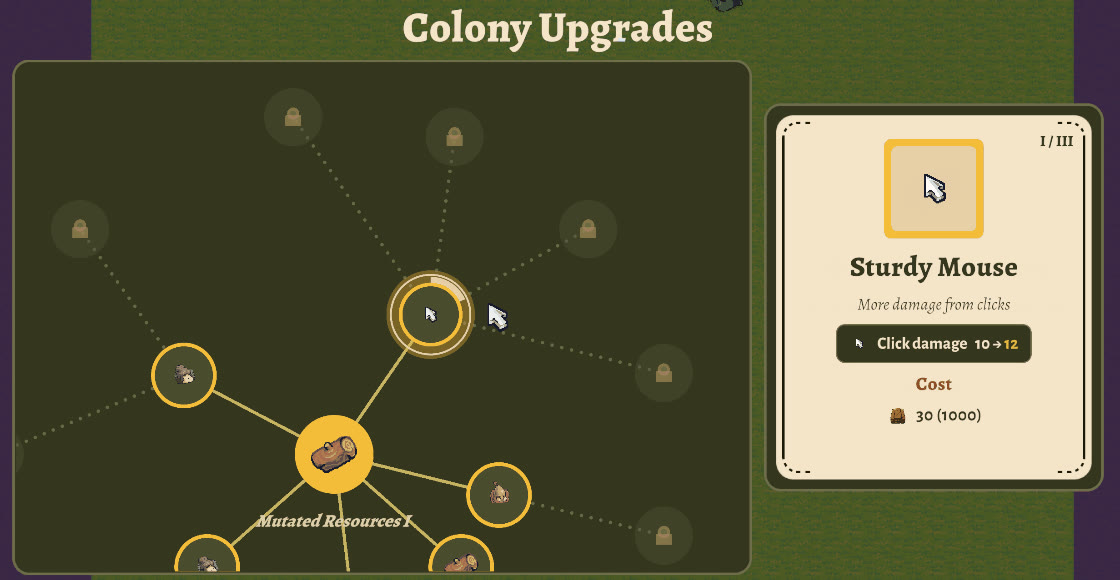 Colony Upgrades
I / III
Sturdy Mouse
More damage from clicks
Click damage 10 → 12
Cost
30 (1000)
Mutated Resources I